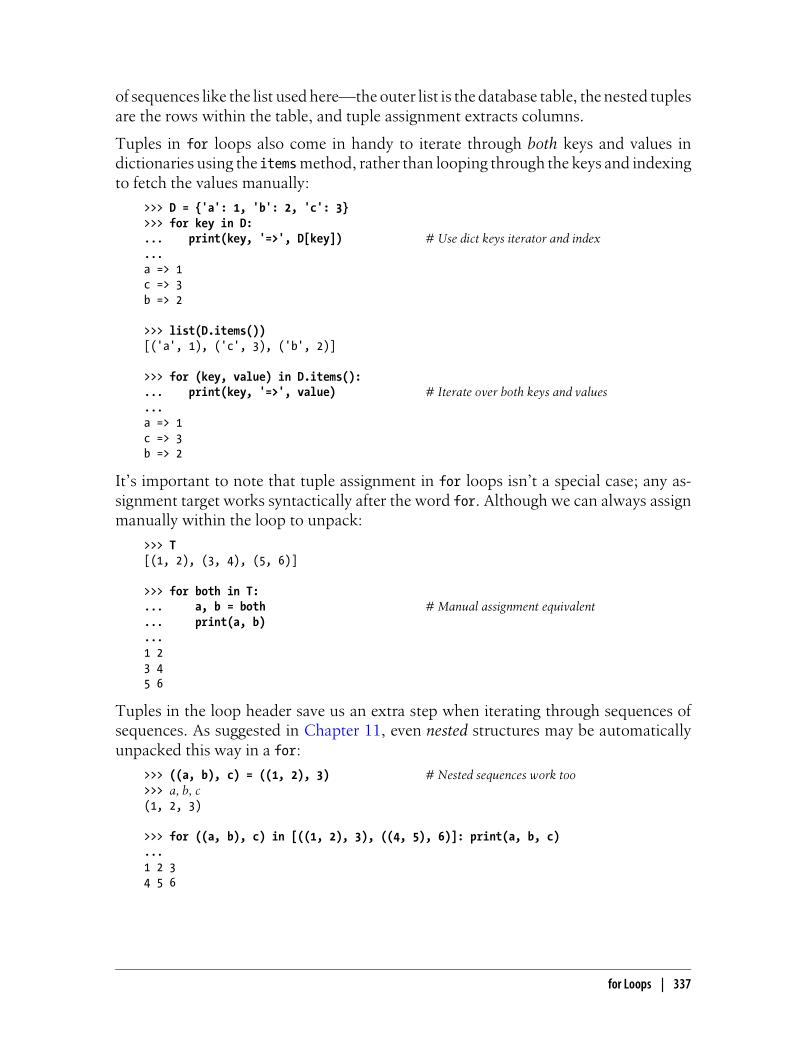 of sequences like the list used here—the outer list is the database table, the nested tuples
are the rows within the table, and tuple assignment extracts columns.
Tuples in for loops also come in handy to iterate through both keys and values in
dictionaries using the items method, rather than looping through the keys and indexing
to fetch the values manually:
>>> D = {'a': 1, 'b': 2, 'c': 3}
>>> for key in D:
...    print(key, '=>', D[key])    # Use dict keys iterator and index
...
a => 1
c => 3
b => 2
>>> list(D.items())
[('a', 1), ('c', 3), ('b', 2)]
>>> for (key, value) in D.items():
...    print(key, '=>', value)    # Iterate over both keys and values
...
a => 1
c => 3
b => 2
It's important to note that tuple assignment in for loops isn't a special case; any as-
signment target works syntactically after the word for. Although we can always assign
manually within the loop to unpack:
>>> T
[(1, 2), (3, 4), (5, 6)]
>>> for both in T:
...     a, b = both    # Manual assignment equivalent
...     print(a, b)
...
1 2
3 4
5 6
Tuples in the loop header save us an extra step when iterating through sequences of
sequences. As suggested in Chapter 11, even nested structures may be automatically
unpacked this way in a for:
>>> ((a, b), c) = ((1, 2), 3)    # Nested sequences work too
>>> a, b, c
(1, 2, 3)
>>> for ((a, b), c) in [((1, 2), 3), ((4, 5), 6)]: print(a, b, c)
...
1 2 3
4 5 6
for Loops | 337